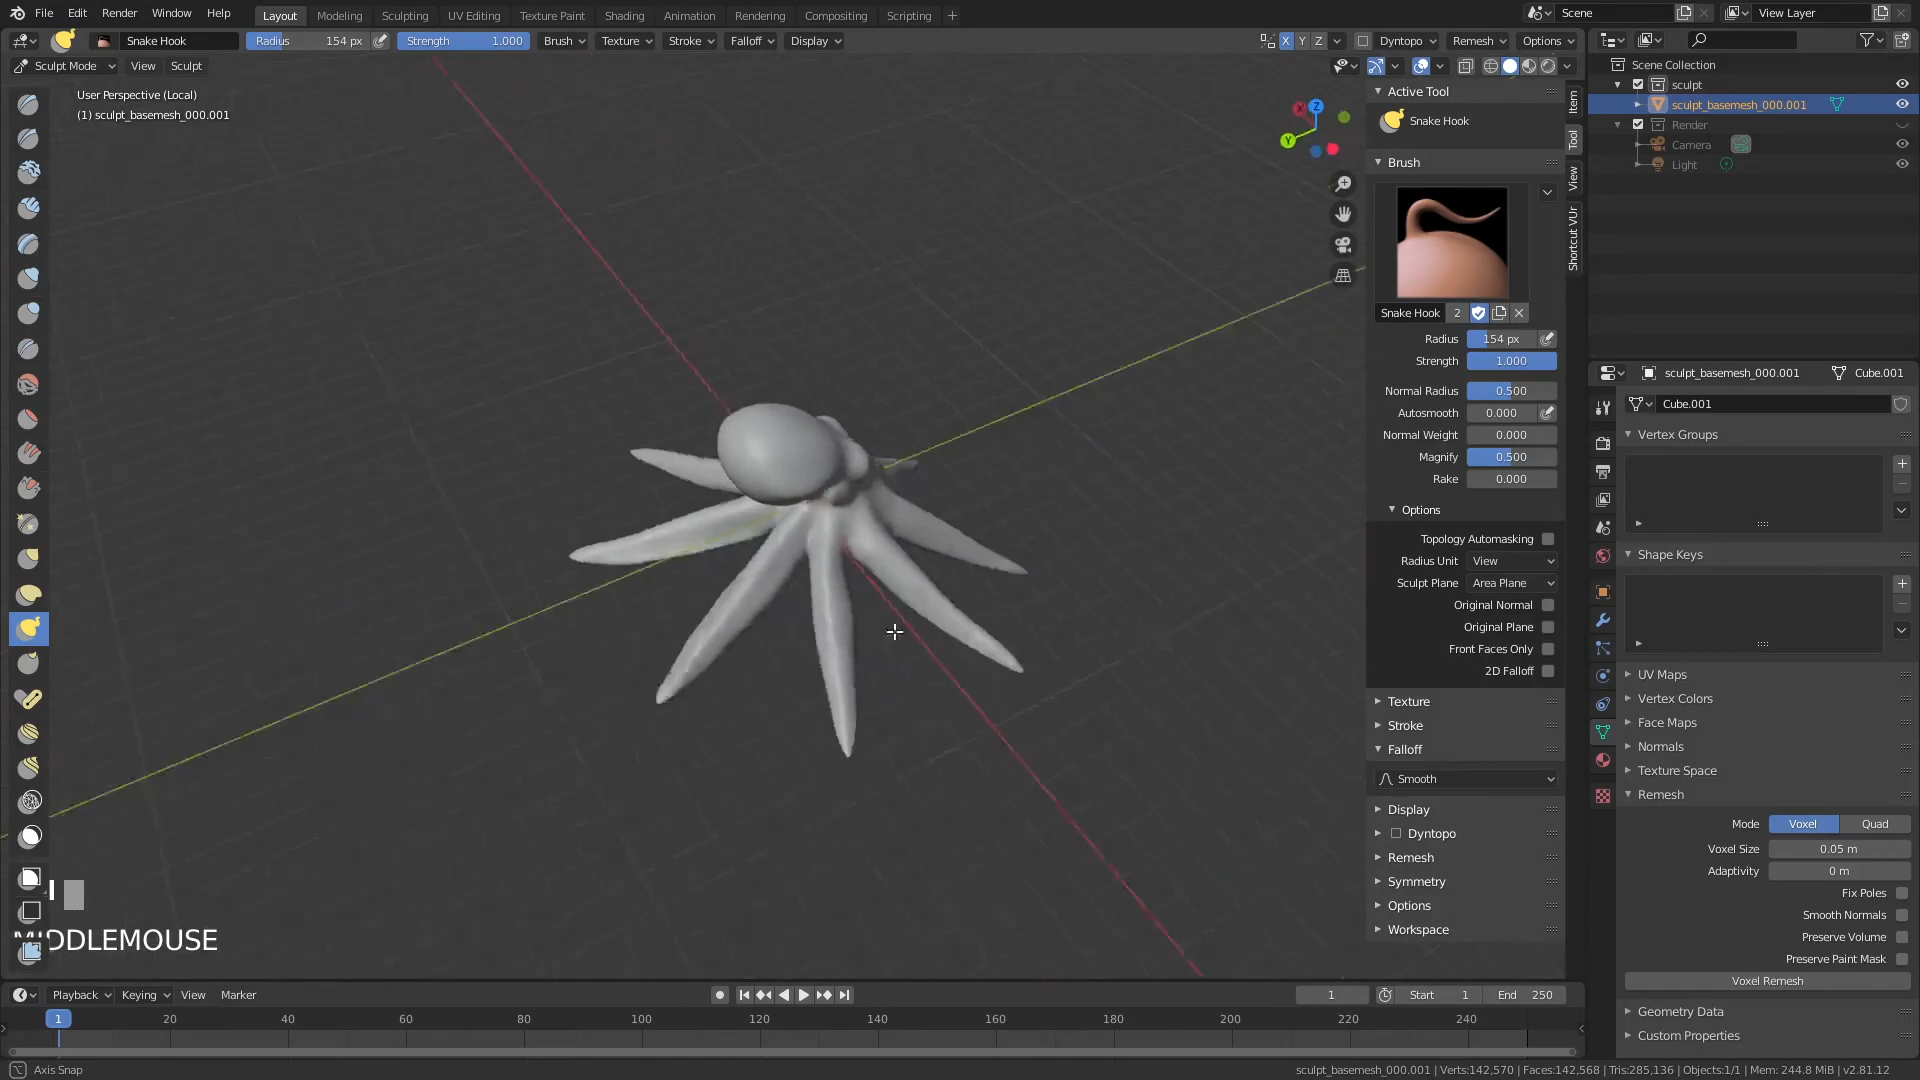 File Edit Render Window Help Layout Modeling Sculpting UV Editing Texture Paint Shading Animation Rendering Compositing Scripting + Scene View Layer
Snake Hook Radius 154 px Strength 1.000 Brush Texture Stroke Falloff Display X Y Z Dyntopo Remesh Options
Sculpt Mode View Sculpt
User Perspective (Local)
(1) sculpt_basemesh_000.001
Z
Y
Active Tool
Snake Hook
Brush
Snake Hook 2
Radius 154 px
Strength 1.000
Normal Radius 0.500
Autosmooth 0.000
Normal Weight 0.000
Magnify 0.500
Rake 0.000
Options
Topology Automasking
Radius Unit View
Sculpt Plane Area Plane
Original Normal
Original Plane
Front Faces Only
2D Falloff
Texture
Stroke
Falloff
Smooth
Display
Dyntopo
Remesh
Symmetry
Options
Workspace
Item
Tool
View
Shortcut VUr
Scene Collection
sculpt
sculpt_basemesh_000.001
Render
Camera
Light
sculpt_basemesh_000.001 Cube.001
Cube.001
Vertex Groups
Shape Keys
UV Maps
Vertex Colors
Face Maps
Normals
Texture Space
Remesh
Mode Voxel Quad
Voxel Size 0.05 m
Adaptivity 0 m
Fix Poles
Smooth Normals
Preserve Volume
Preserve Paint Mask
Voxel Remesh
Geometry Data
Custom Properties
MIDDLEMOUSE
Playback Keying View Marker 1 Start 1 End 250
1 20 40 60 80 100 120 140 160 180 200 220 240
Axis Snap sculpt_basemesh_000.001 | Verts:142,570 | Faces:142,568 | Tris:285,136 | Objects:1/1 | Mem: 244.8 MiB | v2.81.12